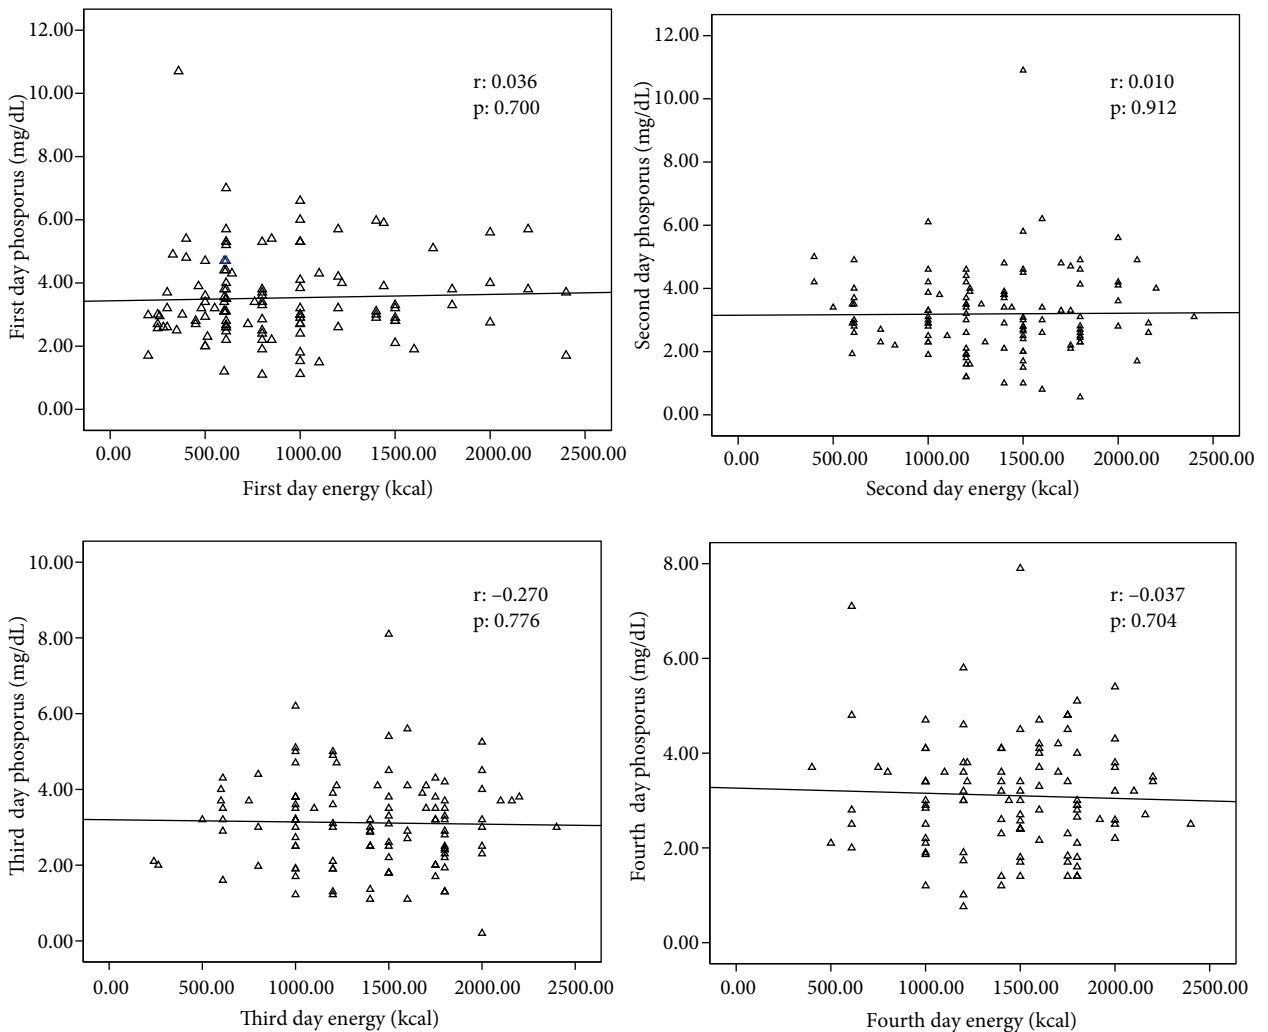 12.00
10.00
8.00
6.00
4.00
2.00
0.00
First day phosporus (mg/dL)
r: 0.036
p: 0.700
0.00 500.00 1000.00 1500.00 2000.00 2500.00
First day energy (kcal)
12.00
10.00
8.00
6.00
4.00
2.00
0.00
Second day phosporus (mg/dL)
r: 0.010
p: 0.912
0.00 500.00 1000.00 1500.00 2000.00 2500.00
Second day energy (kcal)
10.00
8.00
6.00
4.00
2.00
0.00
Third day phosporus (mg/dL)
r: –0.270
p: 0.776
0.00 500.00 1000.00 1500.00 2000.00 2500.00
Third day energy (kcal)
8.00
6.00
4.00
2.00
0.00
Fourth day phosporus (mg/dL)
r: –0.037
p: 0.704
0.00 500.00 1000.00 1500.00 2000.00 2500.00
Fourth day energy (kcal)